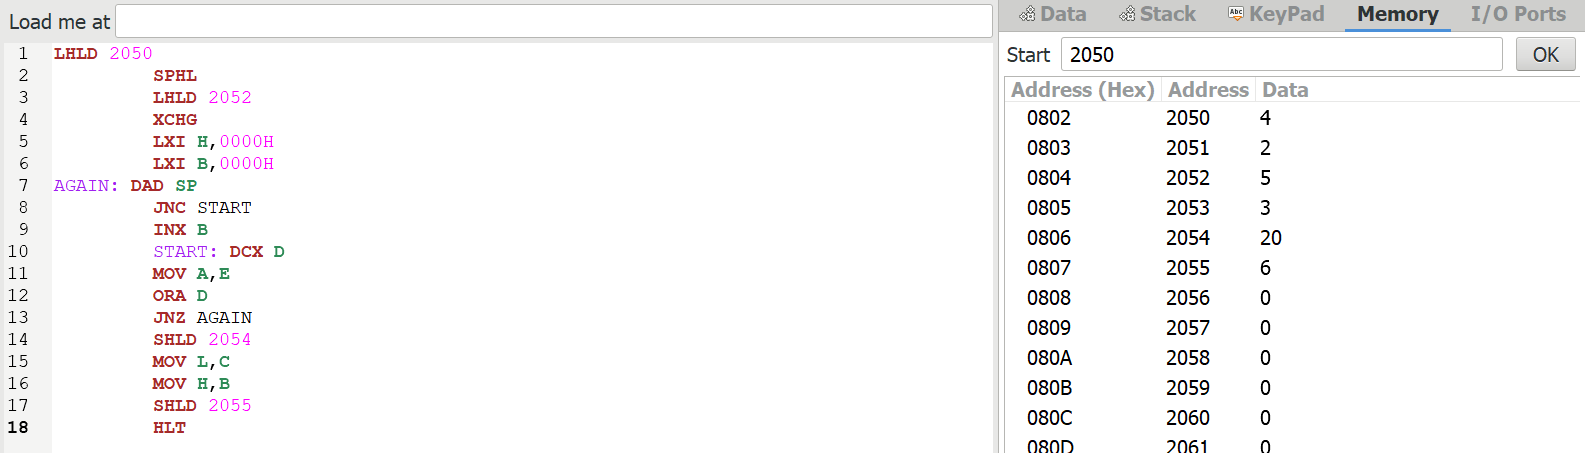 Load me at
1 LHLD 2050
2 SPHL
3 LHLD 2052
4 XCHG
5 LXI H,0000H
6 LXI B,0000H
7 AGAIN: DAD SP
8 JNC START
9 INX B
10 START: DCX D
11 MOV A,E
12 ORA D
13 JNZ AGAIN
14 SHLD 2054
15 MOV L,C
16 MOV H,B
17 SHLD 2055
18 HLT
Data Stack Abc KeyPad Memory I/O Ports
Start 2050 OK
Address (Hex) Address Data
0802 2050 4
0803 2051 2
0804 2052 5
0805 2053 3
0806 2054 20
0807 2055 6
0808 2056 0
0809 2057 0
080A 2058 0
080B 2059 0
080C 2060 0
080D 2061 0